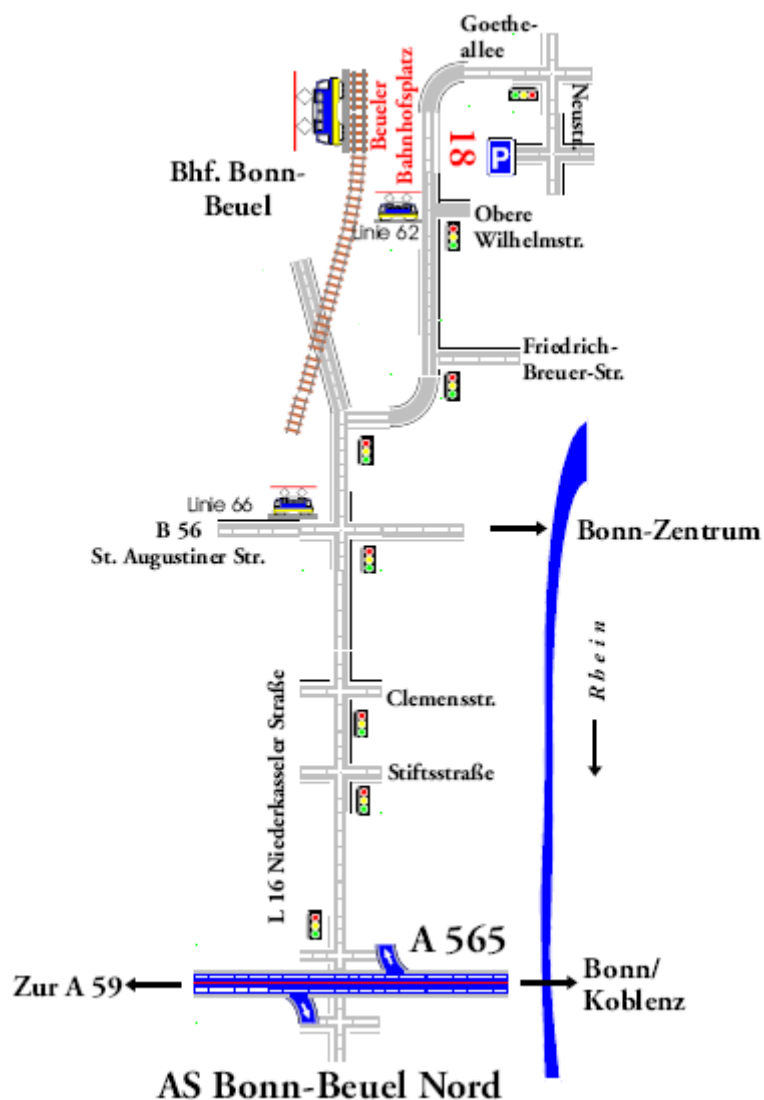 Goethe-
allee
Neustr.
Beueler
Bahnhofsplatz
18
P
Bhf. Bonn-
Beuel
Linie 62
Obere
Wilhelmstr.
Friedrich-
Breuer-Str.
Linie 66
B 56
St. Augustiner Str.
Bonn-Zentrum
Rhein
L 16 Niederkasseler Straße
Clemensstr.
Stiftsstraße
A 565
Zur A 59
Bonn/
Koblenz
AS Bonn-Beuel Nord